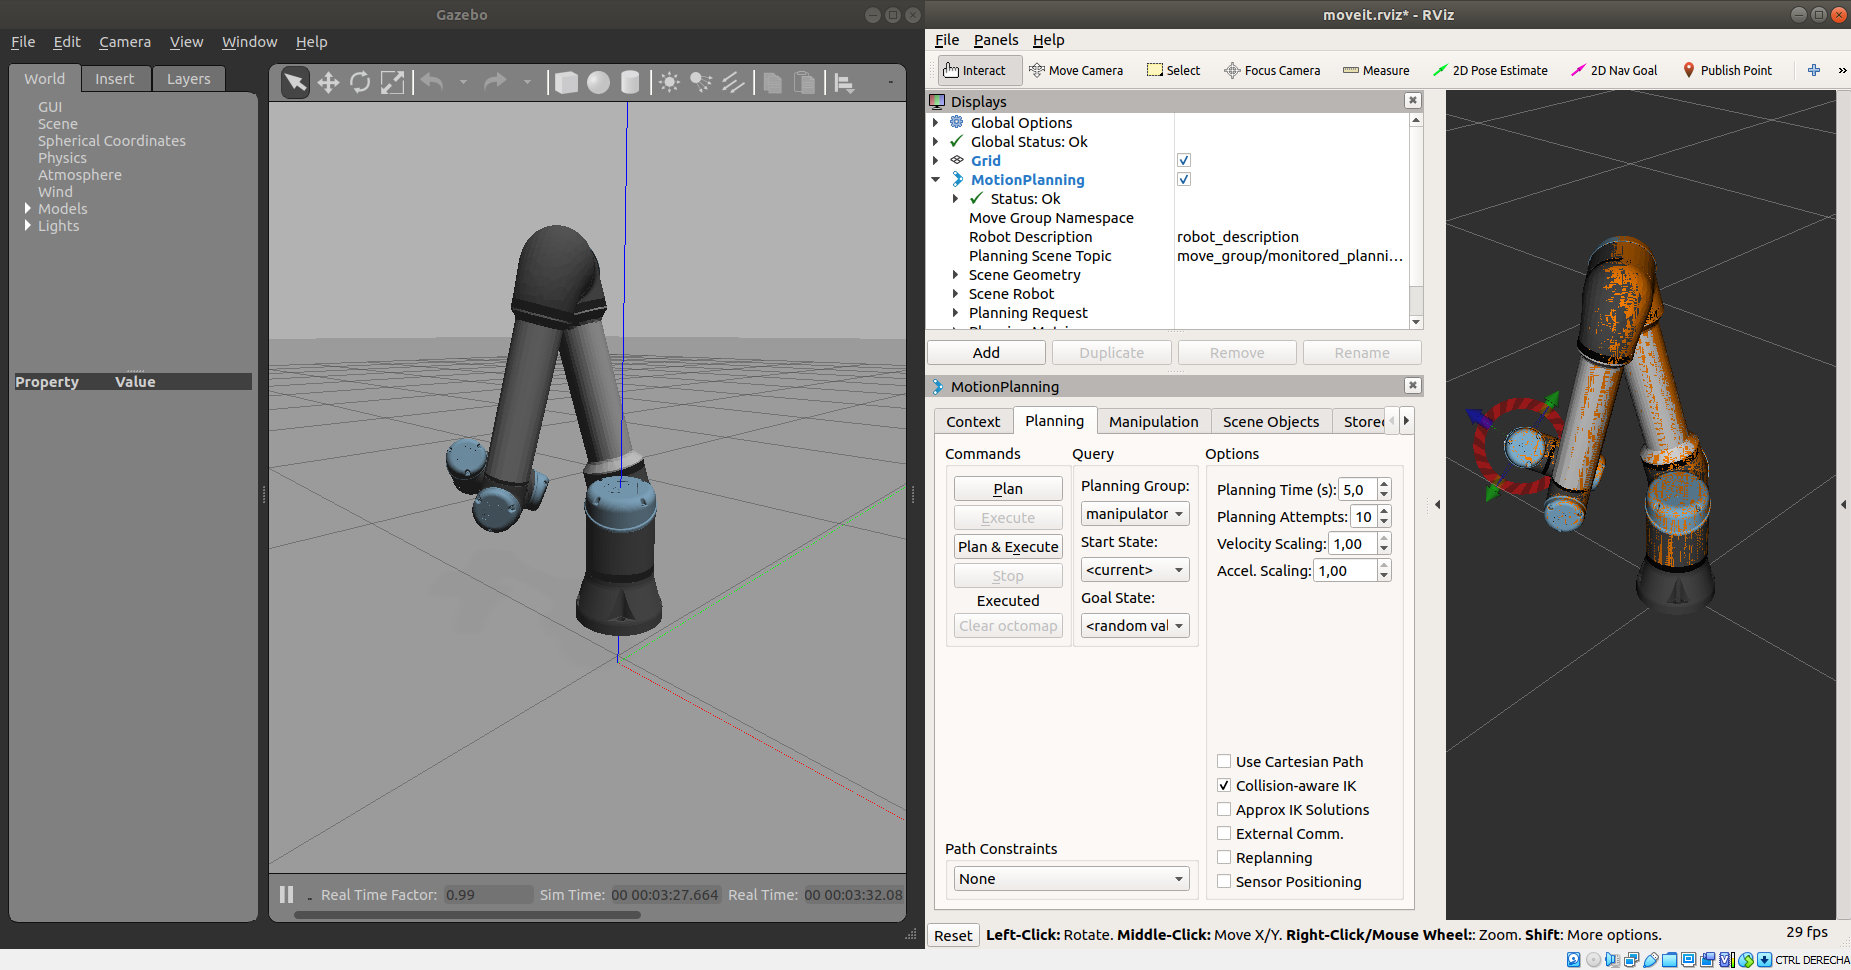 Gazebo
File Edit Camera View Window Help
World Insert Layers
GUI
Scene
Spherical Coordinates
Physics
Atmosphere
Wind
Models
Lights
Property Value
Real Time Factor: 0.99 Sim Time: 00 00:03:27.664 Real Time: 00 00:03:32.08
moveit.rviz* - RViz
File Panels Help
Interact Move Camera Select Focus Camera Measure 2D Pose Estimate 2D Nav Goal Publish Point »
Displays
Global Options
Global Status: Ok
Grid
MotionPlanning
Status: Ok
Move Group Namespace
Robot Description robot_description
Planning Scene Topic move_group/monitored_planni...
Scene Geometry
Scene Robot
Planning Request
Add Duplicate Remove Rename
MotionPlanning
Context Planning Manipulation Scene Objects Stored
Commands Query Options
Plan
Execute
Plan & Execute
Stop
Executed
Clear octomap
Planning Group:
manipulator
Start State:
<current>
Goal State:
<random val
Planning Time (s): 5,0
Planning Attempts: 10
Velocity Scaling: 1,00
Accel. Scaling: 1,00
Use Cartesian Path
Collision-aware IK
Approx IK Solutions
External Comm.
Replanning
Sensor Positioning
Path Constraints
None
Reset Left-Click: Rotate. Middle-Click: Move X/Y. Right-Click/Mouse Wheel:: Zoom. Shift: More options. 29 fps
CTRL DERECHA